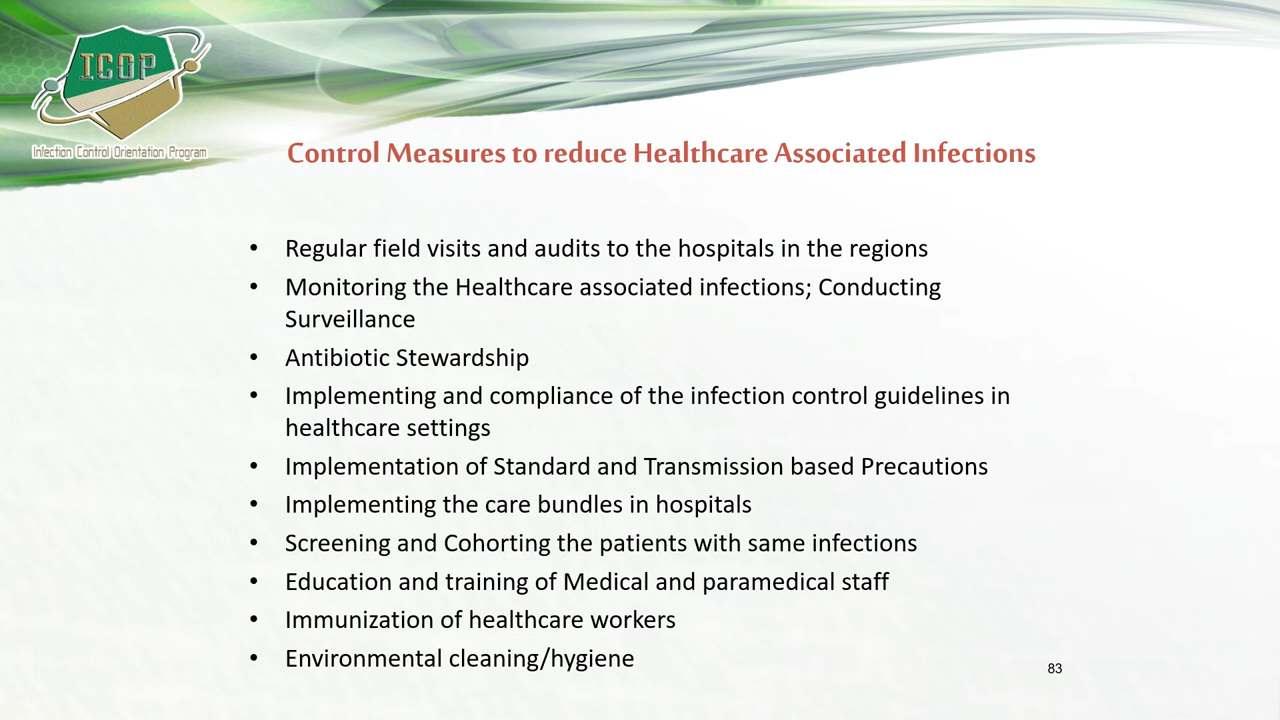 ICOP
Infection Control Orientation Program
Control Measures to reduce Healthcare Associated Infections
• Regular field visits and audits to the hospitals in the regions
• Monitoring the Healthcare associated infections; Conducting
Surveillance
• Antibiotic Stewardship
• Implementing and compliance of the infection control guidelines in
healthcare settings
• Implementation of Standard and Transmission based Precautions
• Implementing the care bundles in hospitals
• Screening and Cohorting the patients with same infections
• Education and training of Medical and paramedical staff
• Immunization of healthcare workers
• Environmental cleaning/hygiene
83